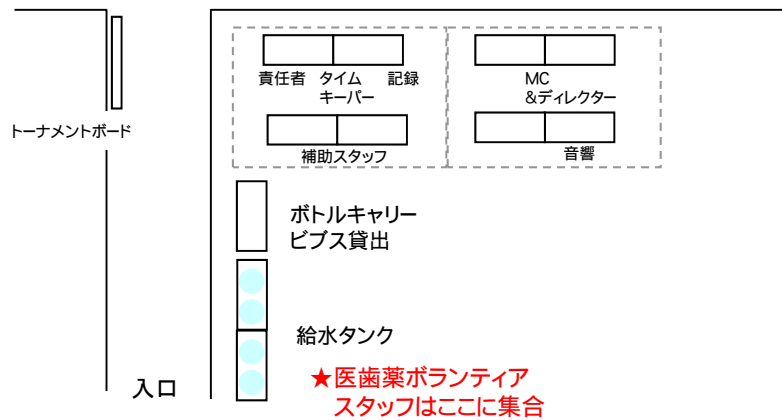 責任者 タイム 記録
キーパー
MC
&ディレクター
トーナメントボード
補助スタッフ
音響
ボトルキャリー
ビブス貸出
給水タンク
入口
★医歯薬ボランティア
スタッフはここに集合